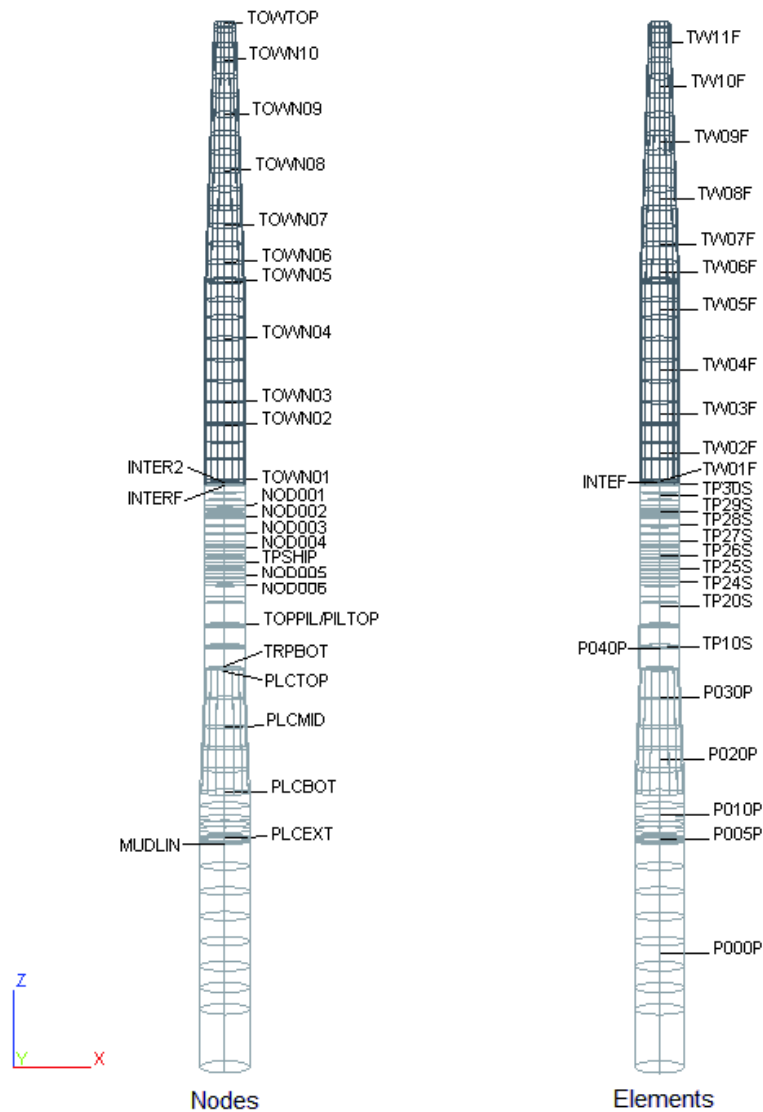 TOWTOP
TOWN10
TOWN09
TOWN08
TOWN07
TOWN06
TOWN05
TOWN04
TOWN03
TOWN02
INTER2
TOWN01
INTERF
NOD001
NOD002
NOD003
NOD004
TPSHIP
NOD005
NOD006
TOPPIL/PILTOP
TRPBOT
PLCTOP
PLCMID
PLCBOT
PLCEXT
MUDLIN
Nodes
TW11F
TW10F
TW09F
TW08F
TW07F
TW06F
TW05F
TW04F
TW03F
TW02F
TW01F
INTEF
TP30S
TP29S
TP28S
TP27S
TP26S
TP25S
TP24S
TP20S
P040P
TP10S
P030P
P020P
P010P
P005P
P000P
Elements
Z
Y
X